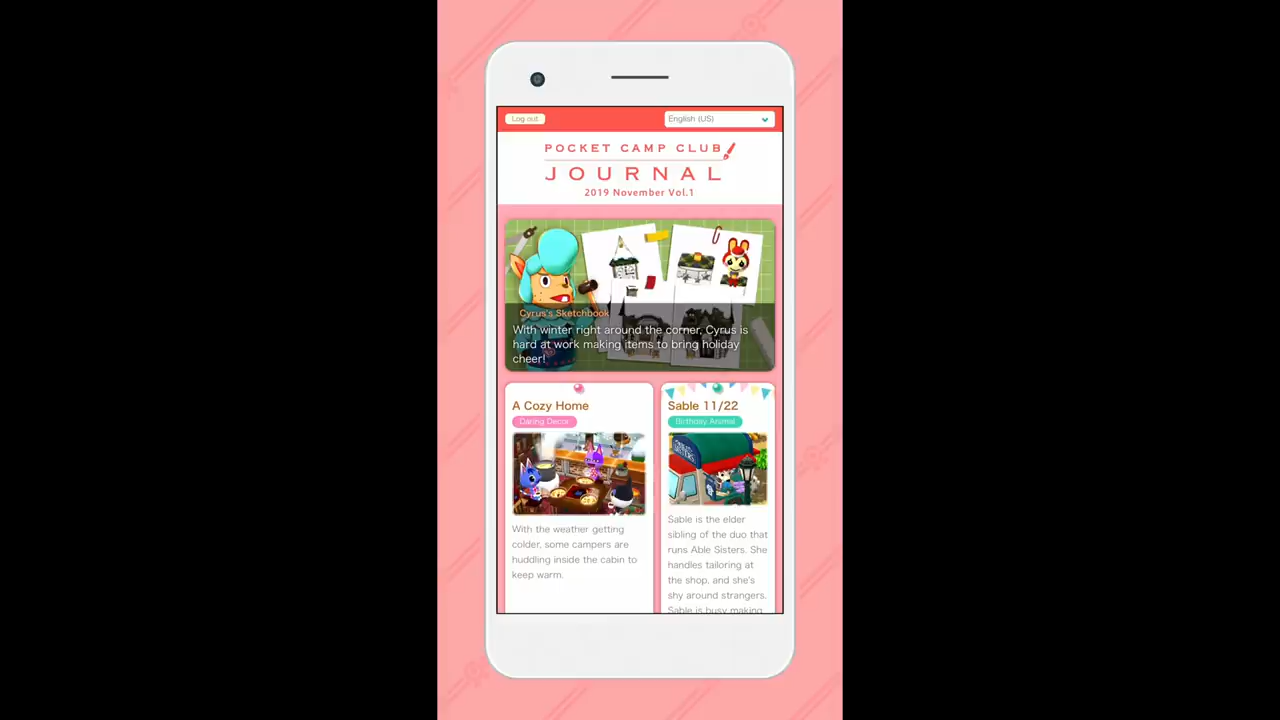 Log out
English (US)
POCKET CAMP CLUB
JOURNAL
2019 November Vol.1
Cyrus's Sketchbook
With winter right around the corner, Cyrus is
hard at work making items to bring holiday
cheer!
A Cozy Home
Daring Decor
With the weather getting
colder, some campers are
huddling inside the cabin to
keep warm.
Sable 11/22
Birthday Animal
Sable is the elder
sibling of the duo that
runs Able Sisters. She
handles tailoring at
the shop, and she's
shy around strangers.
Sable is busy making